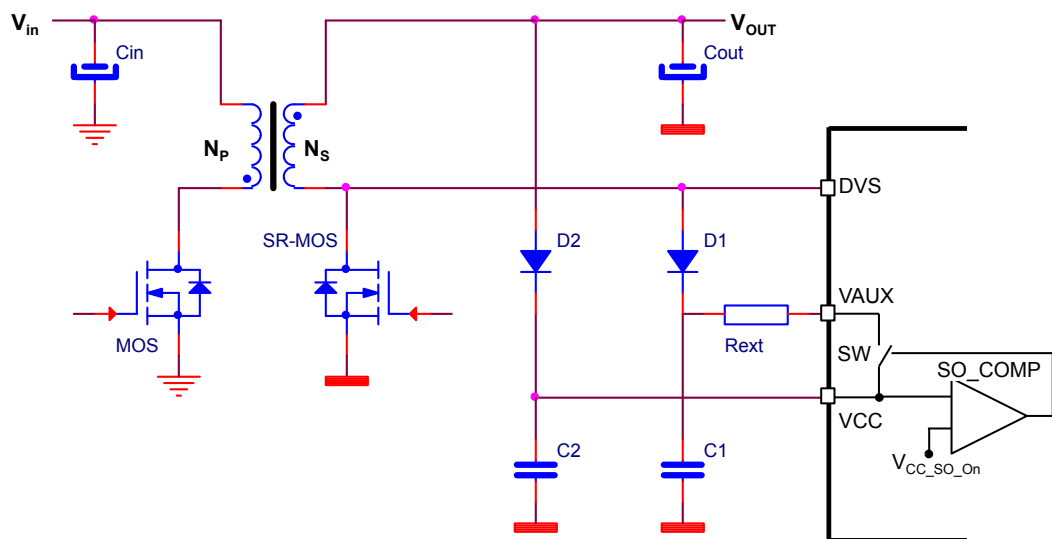 Vin
VOUT
Cin
Cout
NP
NS
DVS
SR-MOS
D2
D1
VAUX
MOS
Rext
SW
SO_COMP
VCC
C2
C1
VCC_SO_On